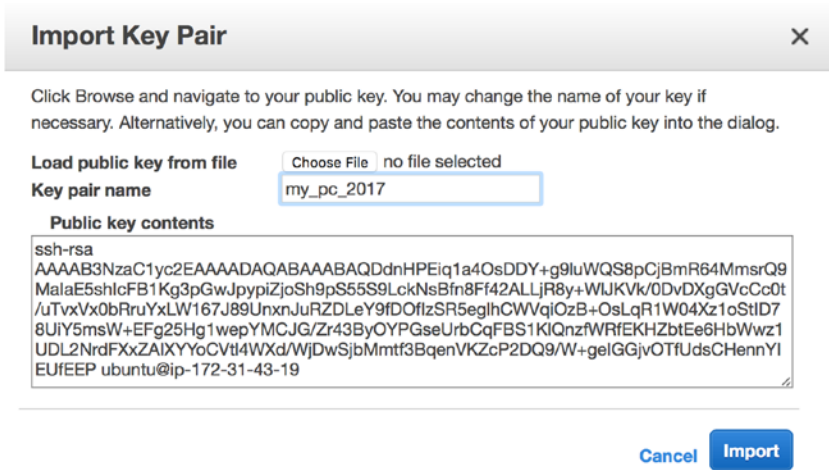 Import Key Pair
Click Browse and navigate to your public key. You may change the name of your key if
necessary. Alternatively, you can copy and paste the contents of your public key into the dialog.
Load public key from file Choose File no file selected
Key pair name my_pc_2017
Public key contents
ssh-rsa
AAAAB3NzaC1yc2EAAAADAQABAAABAQDdnHPEiq1a4OsDDY+g9luWQS8pCjBmR64MmsrQ9
MalaE5shIcFB1Kg3pGwJpypiZjoSh9pS55S9LckNsBfn8Ff42ALLjR8y+WIJKVk/0DvDXgGVcCc0t
/uTvxVx0bRruYxLW167J89UnxnJuRZDLeY9fDOflzSR5eglhCWVqiOzB+OsLqR1W04Xz1oStID7
8UiY5msW+EFg25Hg1wepYMCJG/Zr43ByOYPGseUrbCqFBS1KIQnzfWRfEKHZbtEe6HbWwz1
UDL2NrdFXxZAIXYYoCVtl4WXd/WjDwSjbMmtf3BqenVKZcP2DQ9/W+gelGGjvOTfUdsCHennYI
EUfEEP ubuntu@ip-172-31-43-19
Cancel Import